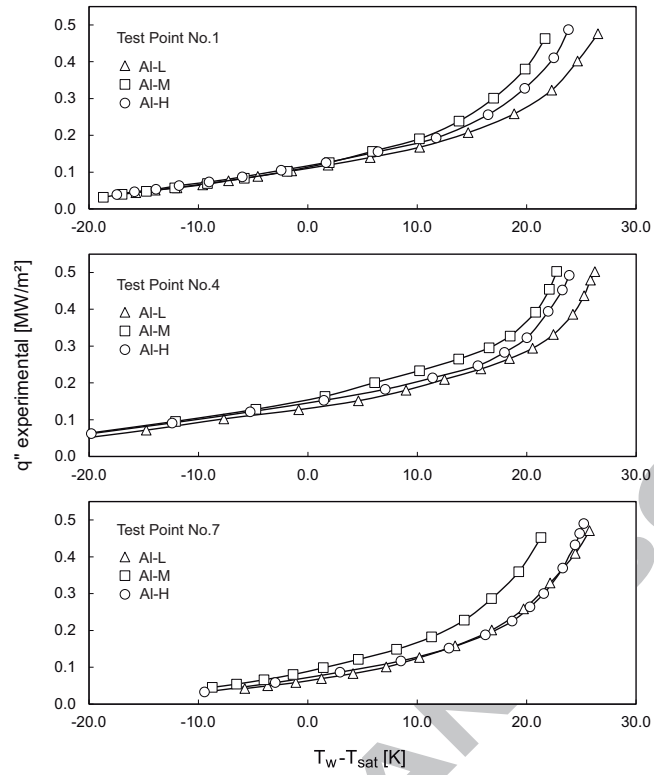 0.5
Test Point No.1
0.4
Al-L
Al-M
0.3
Al-H
0.2
0.1
0.0
-20.0 -10.0 0.0 10.0 20.0 30.0
0.5
Test Point No.4
0.4
Al-L
Al-M
0.3
Al-H
0.2
0.1
0.0
-20.0 -10.0 0.0 10.0 20.0 30.0
q" experimental [MW/m²]
0.5
Test Point No.7
0.4
Al-L
Al-M
0.3
Al-H
0.2
0.1
0.0
-20.0 -10.0 0.0 10.0 20.0 30.0
Tw-Tsat [K]